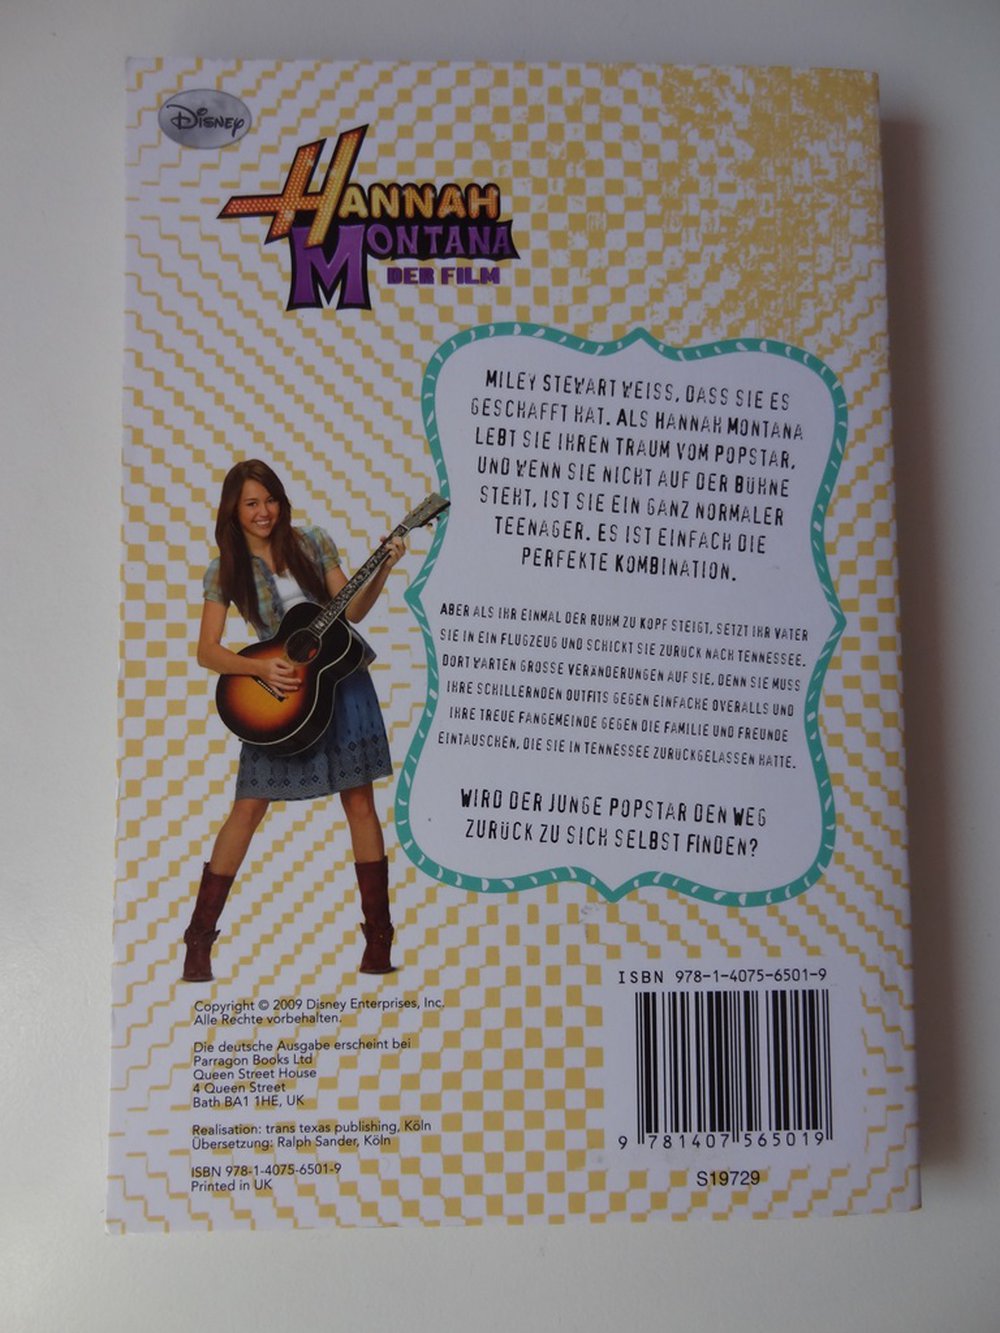 Disney
HANNAH
MONTANA
DER FILM
MILEY STEWART WEISS, DASS SIE ES
GESCHAFFT HAT. ALS HANNAH MONTANA
LEBT SIE IHREN TRAUM VOM POPSTAR,
UND WENN SIE NICHT AUF DER BÜHNE
STEHT, IST SIE EIN GANZ NORMALER
TEENAGER. ES IST EINFACH DIE
PERFEKTE KOMBINATION.
ABER ALS IHR EINMAL DER RUHM ZU KOPF STEIGT, SETZT IHR VATER
SIE IN EIN FLUGZEUG UND SCHICKT SIE ZURÜCK NACH TENNESSEE.
DORT WARTEN GROSSE VERÄNDERUNGEN AUF SIE, DENN SIE MUSS
IHRE SCHILLERNDEN OUTFITS GEGEN EINFACHE OVERALLS UND
IHRE TREUE FANGEMEINDE GEGEN DIE FAMILIE UND FREUNDE
EINTAUSCHEN, DIE SIE IN TENNESSEE ZURÜCKGELASSEN HATTE.
WIRD DER JUNGE POPSTAR DEN WEG
ZURÜCK ZU SICH SELBST FINDEN?
ISBN 978-1-4075-6501-9
9 781407 565019
S19729
Copyright © 2009 Disney Enterprises, Inc.
Alle Rechte vorbehalten.
Die deutsche Ausgabe erscheint bei
Parragon Books Ltd
Queen Street House
4 Queen Street
Bath BA1 1HE, UK
Realisation: trans texas publishing, Köln
Übersetzung: Ralph Sander, Köln
ISBN 978-1-4075-6501-9
Printed in UK